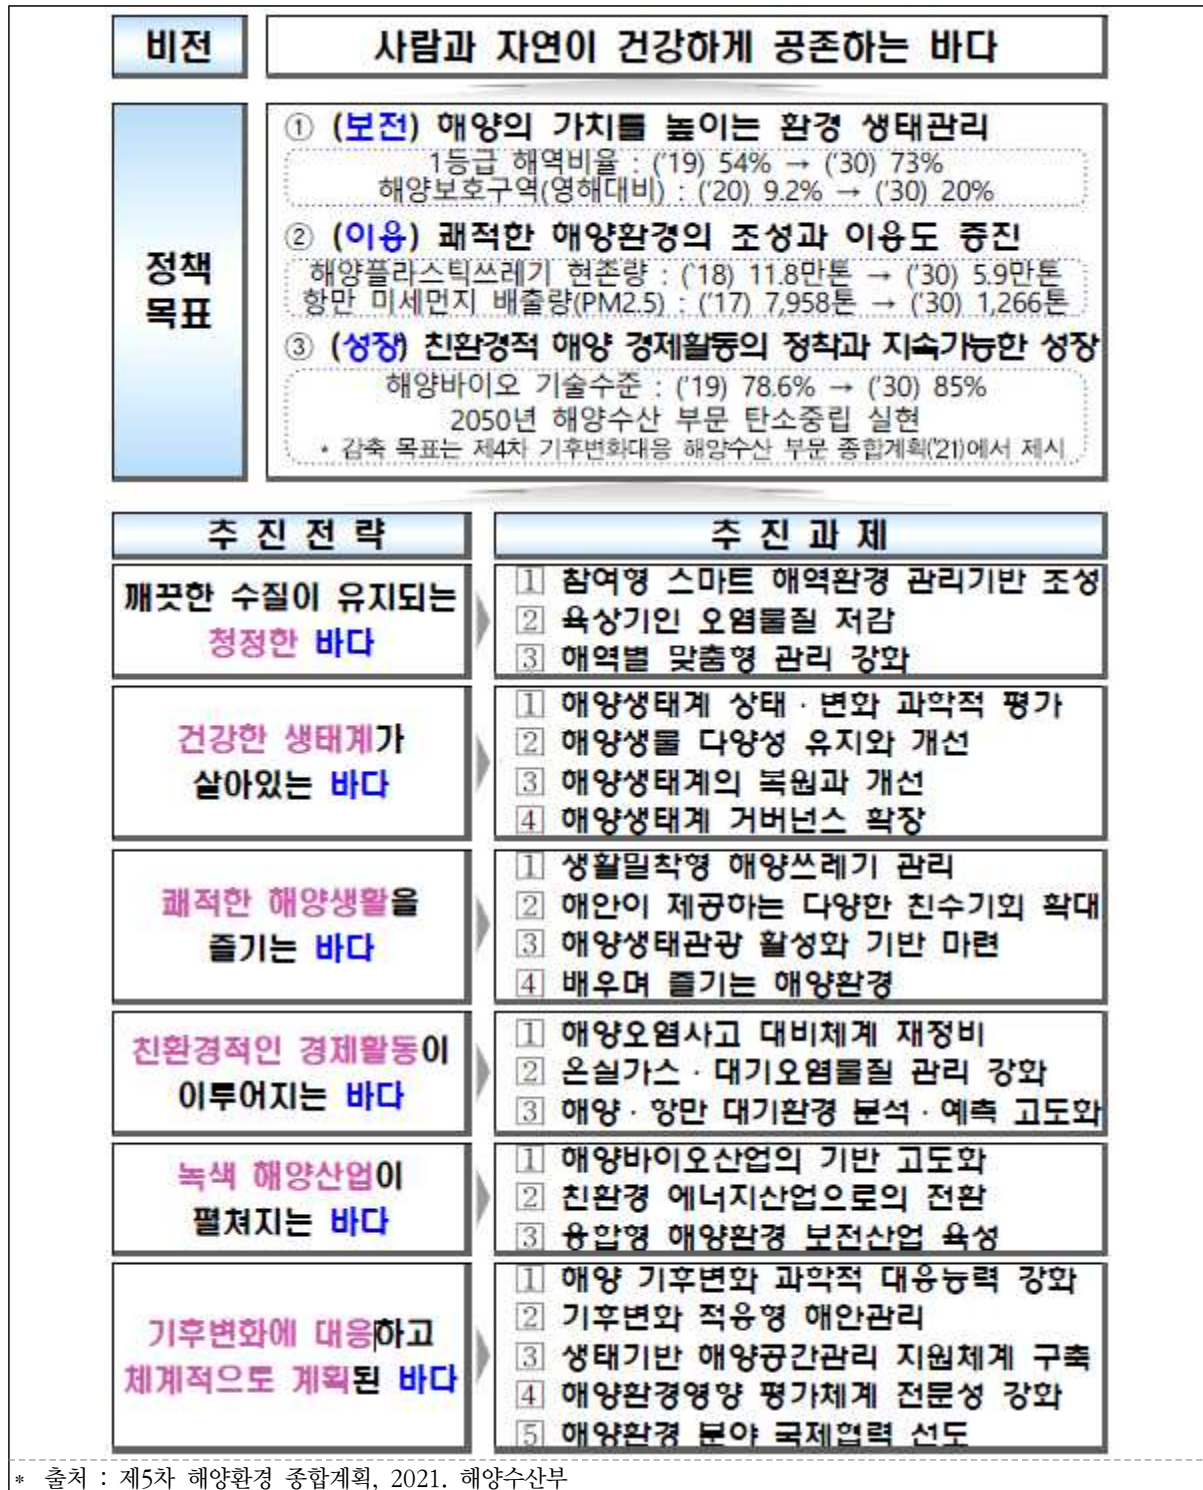 비전
사람과 자연이 건강하게 공존하는 바다
정책
목표
① (보전) 해양의 가치를 높이는 환경 생태관리
1등급 해역비율 : ('19) 54% → ('30) 73%
해양보호구역(영해대비) : ('20) 9.2% → ('30) 20%
② (이용) 쾌적한 해양환경의 조성과 이용도 증진
해양플라스틱쓰레기 현존량 : ('18) 11.8만톤 → ('30) 5.9만톤
항만 미세먼지 배출량(PM2.5) : ('17) 7,958톤 → ('30) 1,266톤
③ (성장) 친환경적 해양 경제활동의 정착과 지속가능한 성장
해양바이오 기술수준 : ('19) 78.6% → ('30) 85%
2050년 해양수산 부문 탄소중립 실현
* 감축 목표는 제4차 기후변화대응 해양수산 부문 종합계획('21)에서 제시
추 진 전 략
추 진 과 제
깨끗한 수질이 유지되는
청정한 바다
1 참여형 스마트 해역환경 관리기반 조성
2 육상기인 오염물질 저감
3 해역별 맞춤형 관리 강화
건강한 생태계가
살아있는 바다
1 해양생태계 상태·변화 과학적 평가
2 해양생물 다양성 유지와 개선
3 해양생태계의 복원과 개선
4 해양생태계 거버넌스 확장
쾌적한 해양생활을
즐기는 바다
1 생활밀착형 해양쓰레기 관리
2 해안이 제공하는 다양한 친수기회 확대
3 해양생태관광 활성화 기반 마련
4 배우며 즐기는 해양환경
친환경적인 경제활동이
이루어지는 바다
1 해양오염사고 대비체계 재정비
2 온실가스·대기오염물질 관리 강화
3 해양·항만 대기환경 분석·예측 고도화
녹색 해양산업이
펼쳐지는 바다
1 해양바이오산업의 기반 고도화
2 친환경 에너지산업으로의 전환
3 융합형 해양환경 보전산업 육성
기후변화에 대응하고
체계적으로 계획된 바다
1 해양 기후변화 과학적 대응능력 강화
2 기후변화 적응형 해안관리
3 생태기반 해양공간관리 지원체계 구축
4 해양환경영향 평가체계 전문성 강화
5 해양환경 분야 국제협력 선도
* 출처 : 제5차 해양환경 종합계획, 2021. 해양수산부